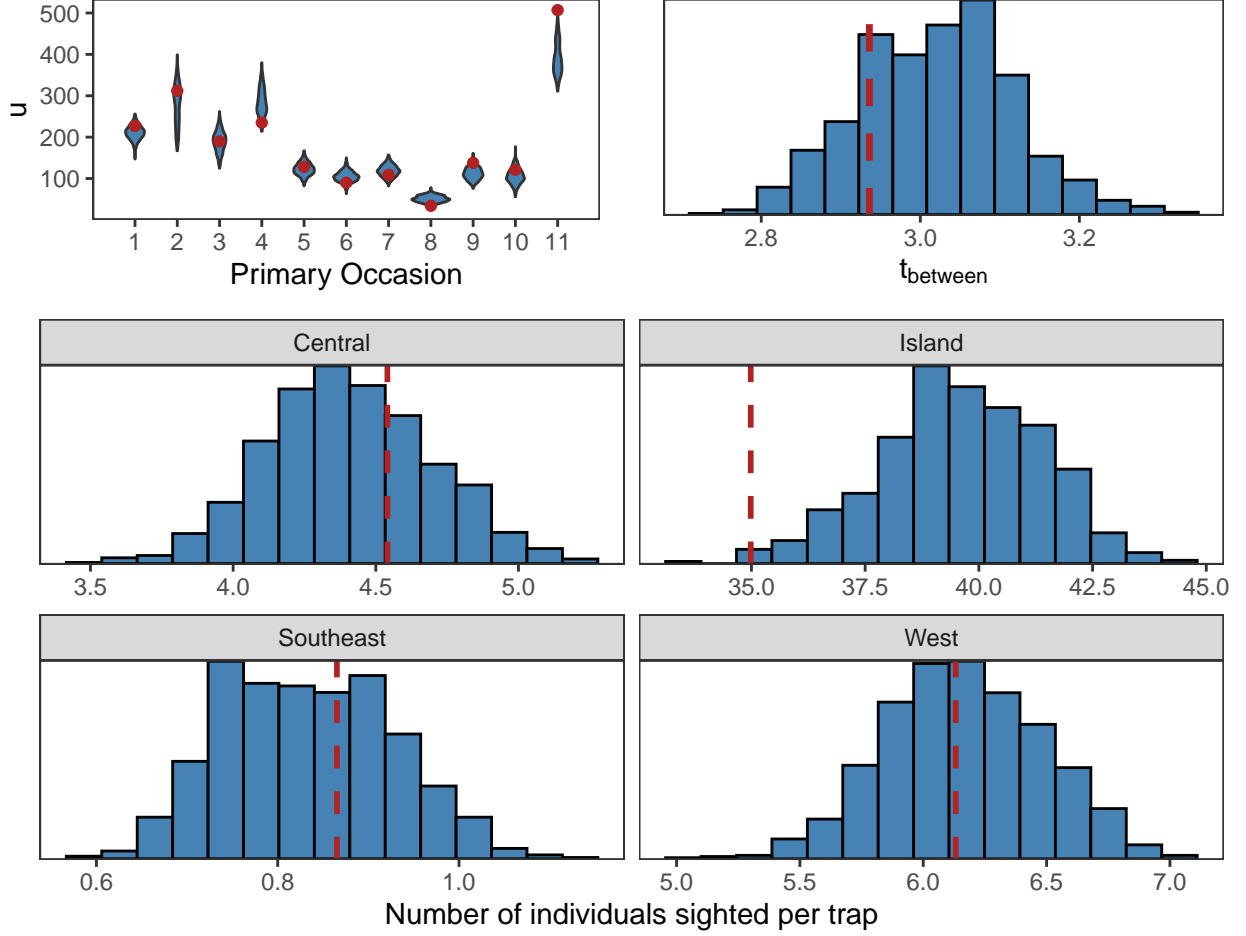 500
400
300
200
100
u
1 2 3 4 5 6 7 8 9 10 11
Primary Occasion
2.8 3.0 3.2
t between
Central
3.5 4.0 4.5 5.0
Island
35.0 37.5 40.0 42.5 45.0
Southeast
0.6 0.8 1.0
West
5.0 5.5 6.0 6.5 7.0
Number of individuals sighted per trap